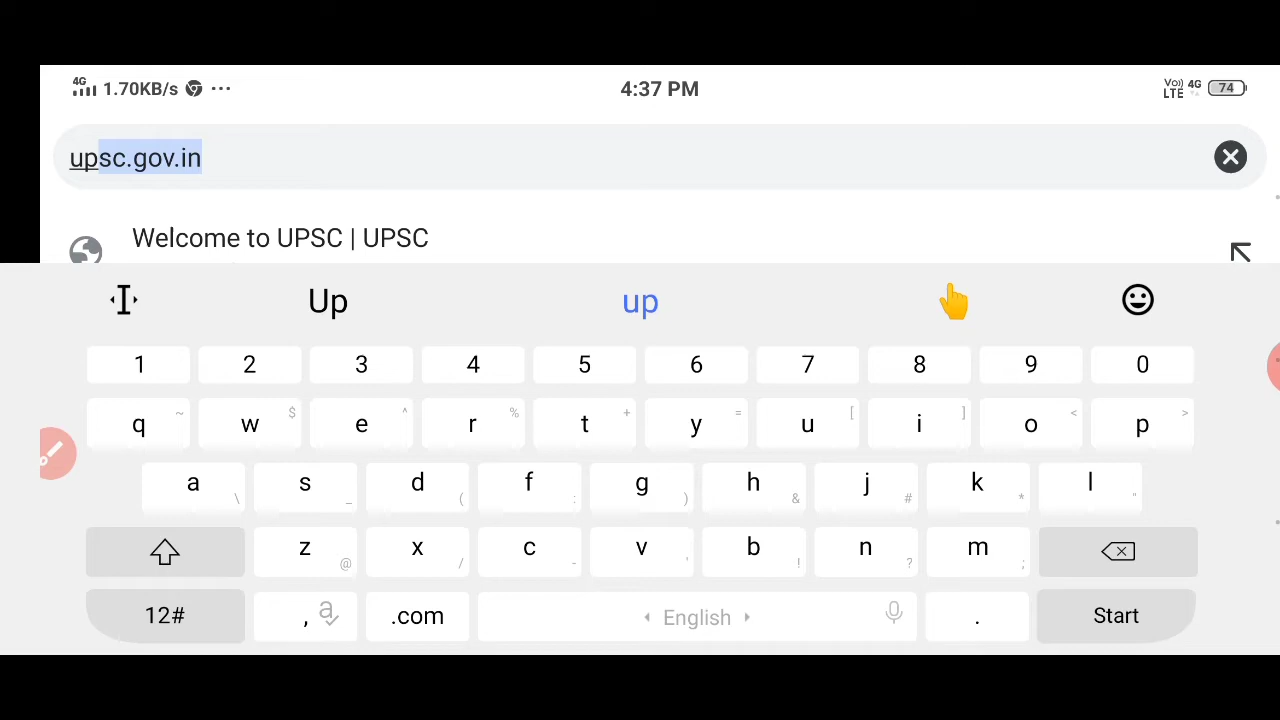 4G 1.70KB/s ··· 4:37 PM Vo) LTE 4G 74
upsc.gov.in
Welcome to UPSC | UPSC
Up up
1 2 3 4 5 6 7 8 9 0
q ~ w $ e ^ r % t + y = u [ i ] o < p >
a \ s _ d ( f : g ) h & j # k * l "
z @ x / c - v ' b ! n ? m ;
12# , a .com English . Start